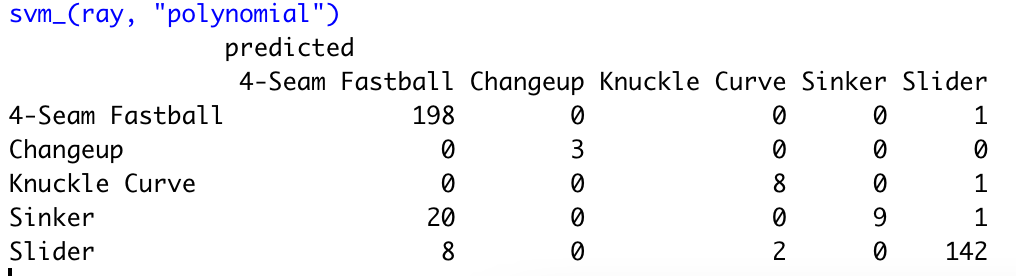 svm_(ray, "polynomial")
predicted
4-Seam Fastball Changeup Knuckle Curve Sinker Slider
4-Seam Fastball 198 0 0 0 1
Changeup 0 3 0 0 0
Knuckle Curve 0 0 8 0 1
Sinker 20 0 0 9 1
Slider 8 0 2 0 142